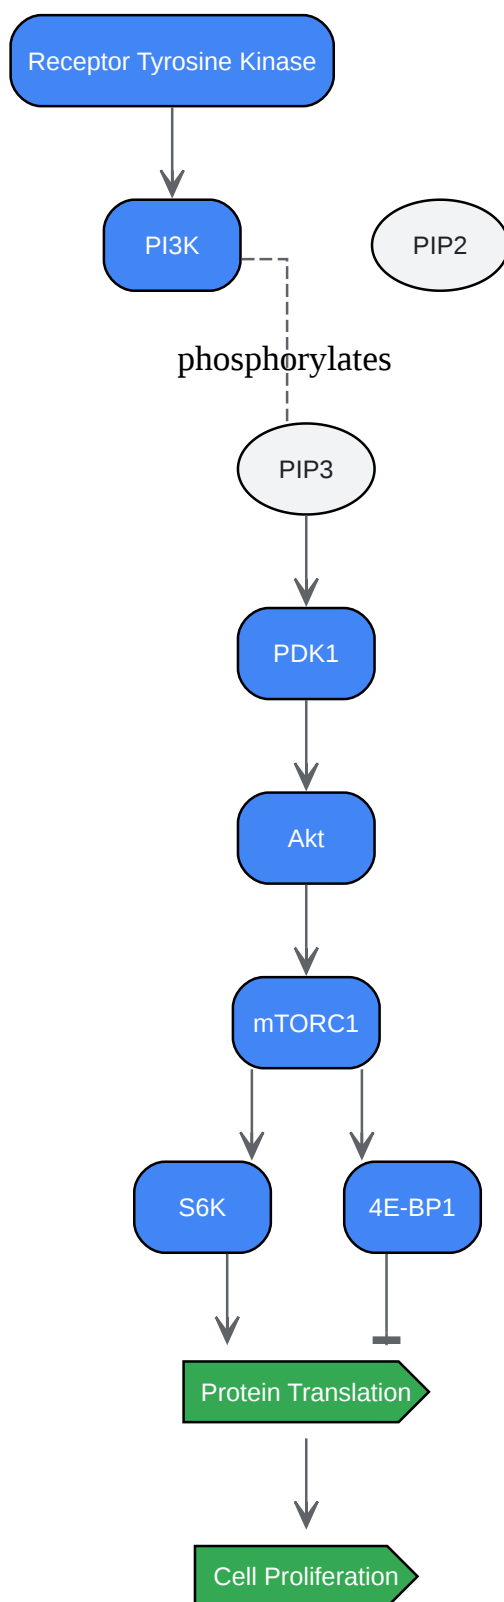 Receptor Tyrosine Kinase
PI3K
PIP2
phosphorylates
PIP3
PDK1
Akt
mTORC1
S6K
4E-BP1
Protein Translation
Cell Proliferation